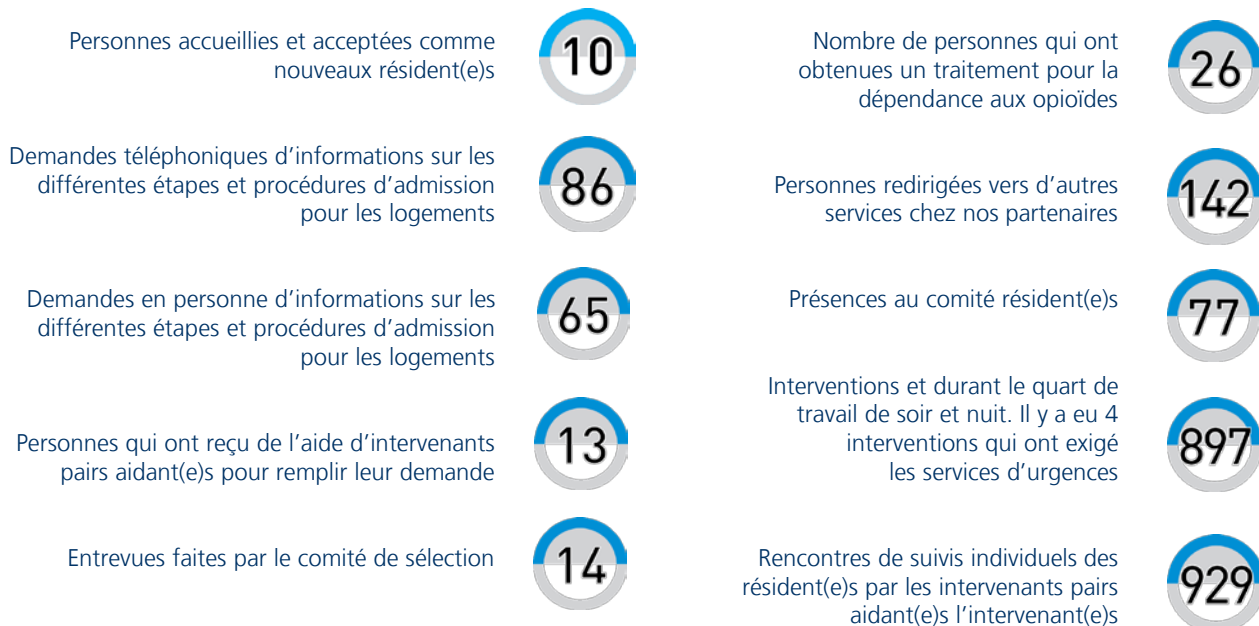 Personnes accueillies et acceptées comme
nouveaux résident(e)s
10
Demandes téléphoniques d’informations sur les
différentes étapes et procédures d’admission
pour les logements
86
Demandes en personne d’informations sur les
différentes étapes et procédures d’admission
pour les logements
65
Personnes qui ont reçu de l’aide d’intervenants
pairs aidant(e)s pour remplir leur demande
13
Entrevues faites par le comité de sélection
14
Nombre de personnes qui ont
obtenues un traitement pour la
dépendance aux opioïdes
26
Personnes redirigées vers d’autres
services chez nos partenaires
142
Présences au comité résident(e)s
77
Interventions et durant le quart de
travail de soir et nuit. Il y a eu 4
interventions qui ont exigé
les services d’urgences
897
Rencontres de suivis individuels des
résident(e)s par les intervenants pairs
aidant(e)s l’intervenant(e)s
929